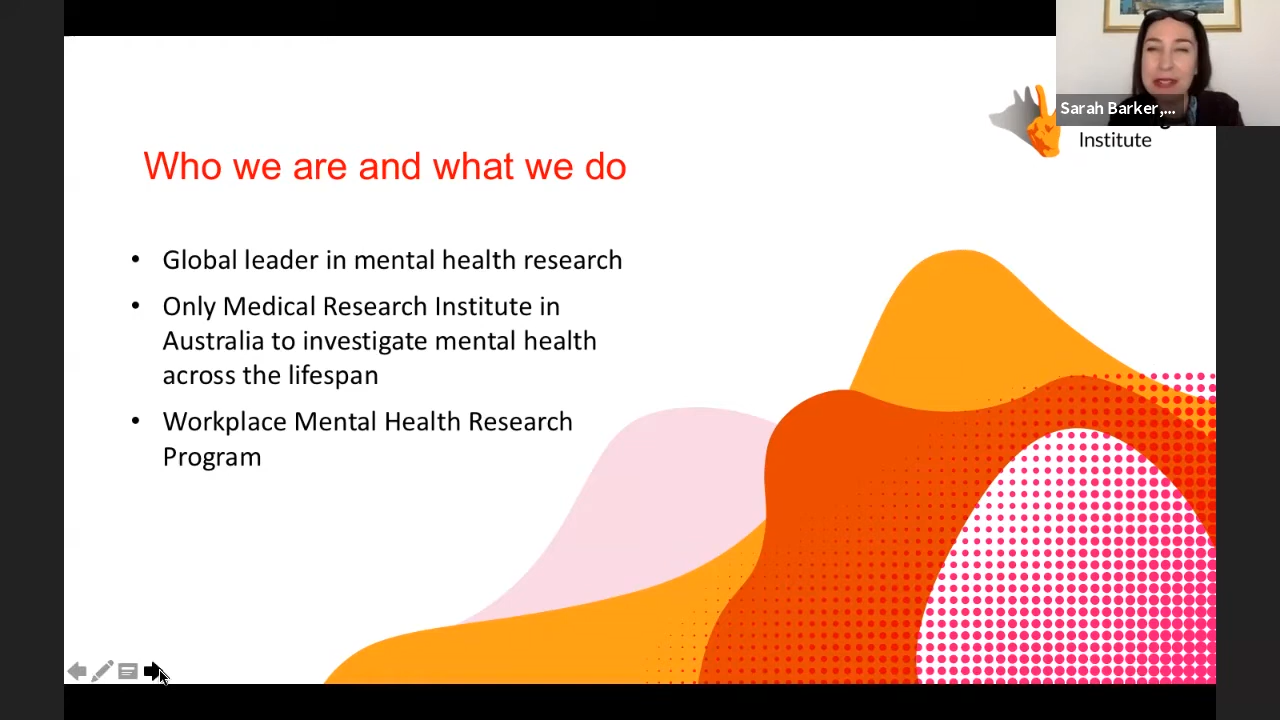 Sarah Barker,...
Institute
Who we are and what we do
• Global leader in mental health research
• Only Medical Research Institute in
Australia to investigate mental health
across the lifespan
• Workplace Mental Health Research
Program